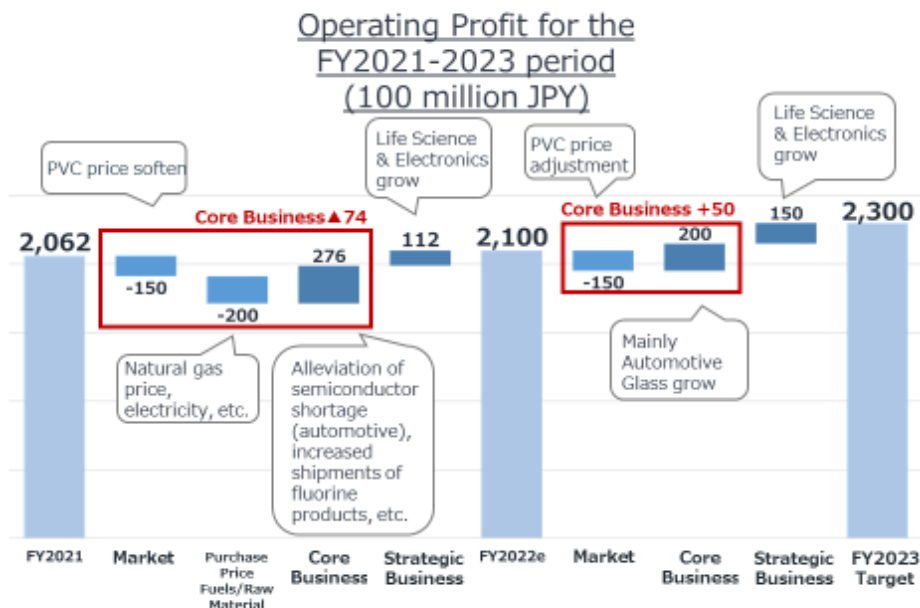 Operating Profit for the
FY2021-2023 period
(100 million JPY)
PVC price soften
Life Science
& Electronics
grow
PVC price
adjustment
Life Science
& Electronics
grow
Core Business▲74
Core Business +50
2,062
-150
-200
276
112
2,100
-150
200
150
2,300
Natural gas
price,
electricity, etc.
Alleviation of
semiconductor
shortage
(automotive),
increased
shipments of
fluorine
products, etc.
Mainly
Automotive
Glass grow
FY2021
Market
Purchase
Price
Fuels/Raw
Material
Core
Business
Strategic
Business
FY2022e
Market
Core
Business
Strategic
Business
FY2023
Target